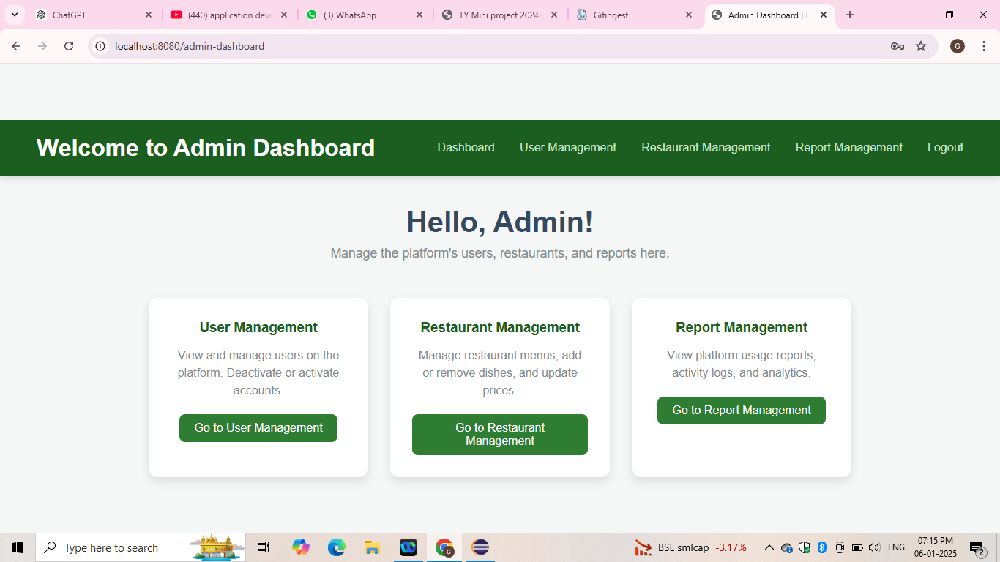 ChatGPT
(440) application deve
(3) WhatsApp
TY Mini project 2024-
Gitingest
Admin Dashboard | F
localhost:8080/admin-dashboard
G
Welcome to Admin Dashboard
Dashboard
User Management
Restaurant Management
Report Management
Logout
Hello, Admin!
Manage the platform's users, restaurants, and reports here.
User Management
View and manage users on the
platform. Deactivate or activate
accounts.
Go to User Management
Restaurant Management
Manage restaurant menus, add
or remove dishes, and update
prices.
Go to Restaurant
Management
Report Management
View platform usage reports,
activity logs, and analytics.
Go to Report Management
Type here to search
G
BSE smlcap -3.17%
ENG
07:15 PM
06-01-2025
2